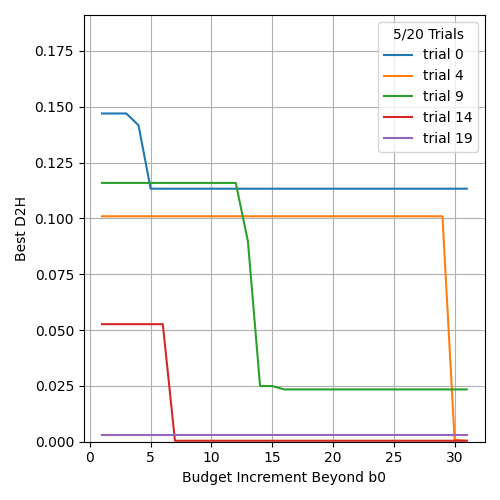 5/20 Trials
trial 0
trial 4
trial 9
trial 14
trial 19
0.175
0.150
0.125
0.100
0.075
0.050
0.025
0.000
Best D2H
0 5 10 15 20 25 30
Budget Increment Beyond b0